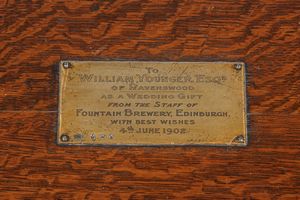 To
William Younger, Esqr
of Ravenswood
as a Wedding Gift
from the Staff of
Fountain Brewery, Edinburgh,
with best wishes
4th June 1902